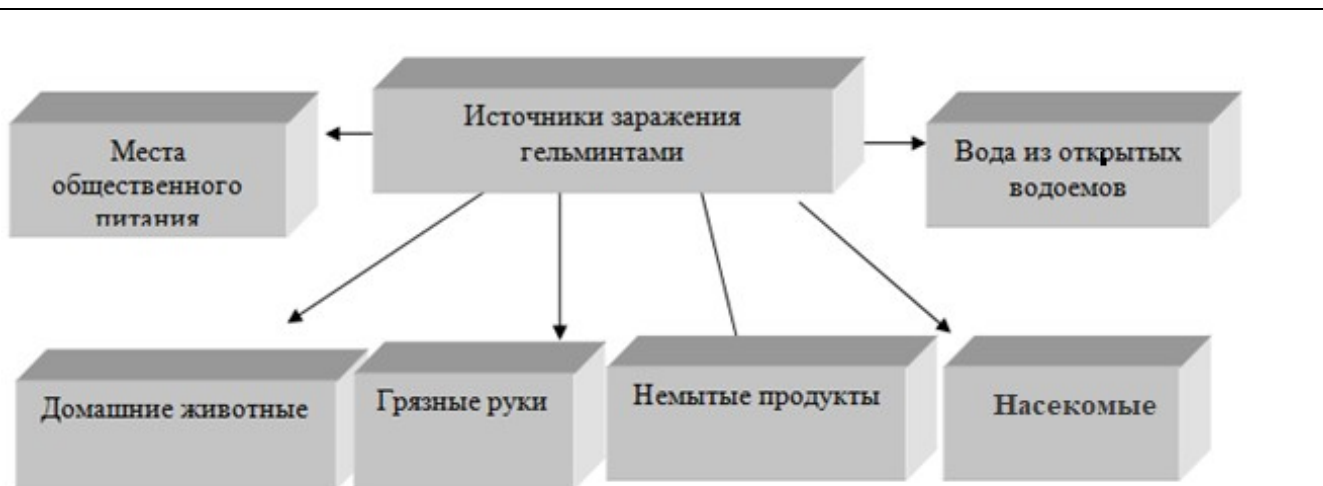 Источники заражения
гельминтами
Места
общественного
питания
Вода из открытых
водоемов
Домашние животные
Грязные руки
Немытые продукты
Насекомые